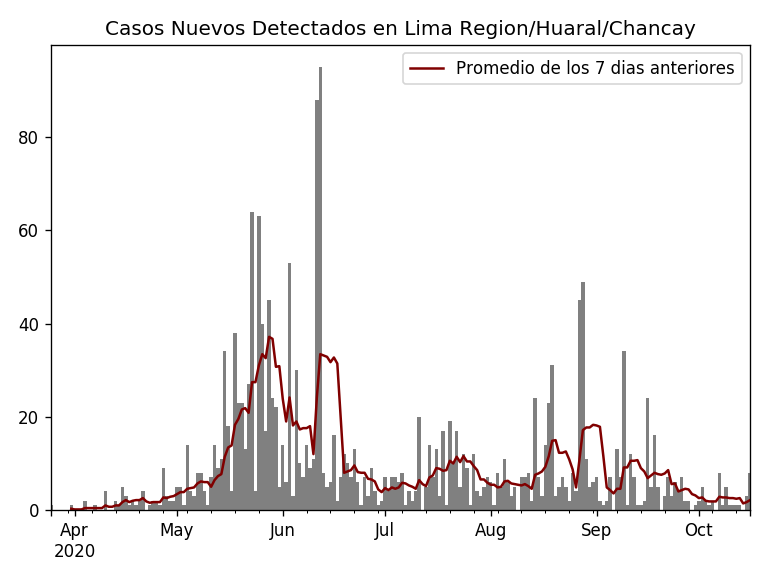 Casos Nuevos Detectados en Lima Region/Huaral/Chancay
Promedio de los 7 dias anteriores
80
60
40
20
0
Apr May Jun Jul Aug Sep Oct
2020